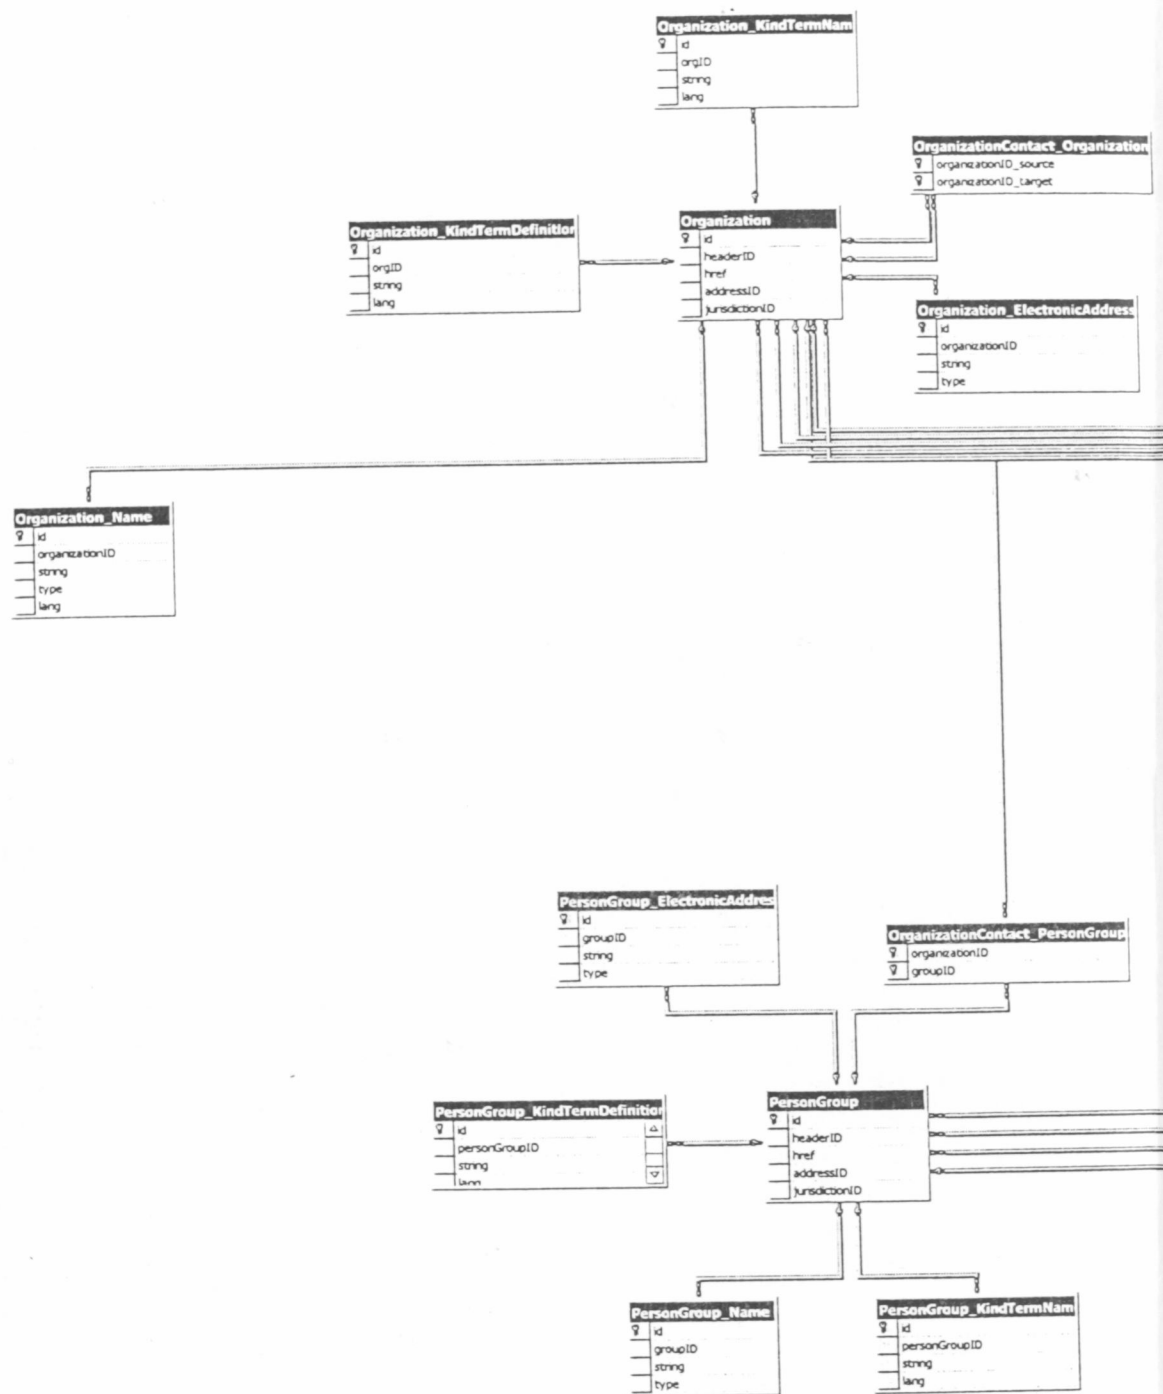 Organization_KindTermNam
id
orgID
string
lang
OrganizationContact_Organization
organizationID_source
organizationID_target
Organization_KindTermDefinition
id
orgID
string
lang
Organization
id
headerID
href
addressID
jurisdictionID
Organization_ElectronicAddress
id
organizationID
string
type
Organization_Name
id
organizationID
string
type
lang
PersonGroup_ElectronicAddres
id
groupID
string
type
OrganizationContact_PersonGroup
organizationID
groupID
PersonGroup_KindTermDefinition
id
personGroupID
string
lang
PersonGroup
id
headerID
href
addressID
jurisdictionID
PersonGroup_Name
id
groupID
string
type
PersonGroup_KindTermNam
id
personGroupID
string
lang